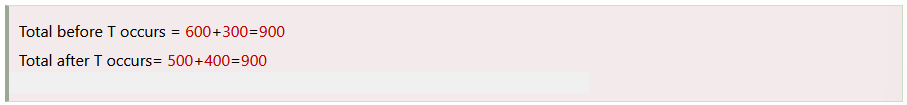 Total before T occurs = 600+300=900
Total after T occurs= 500+400=900